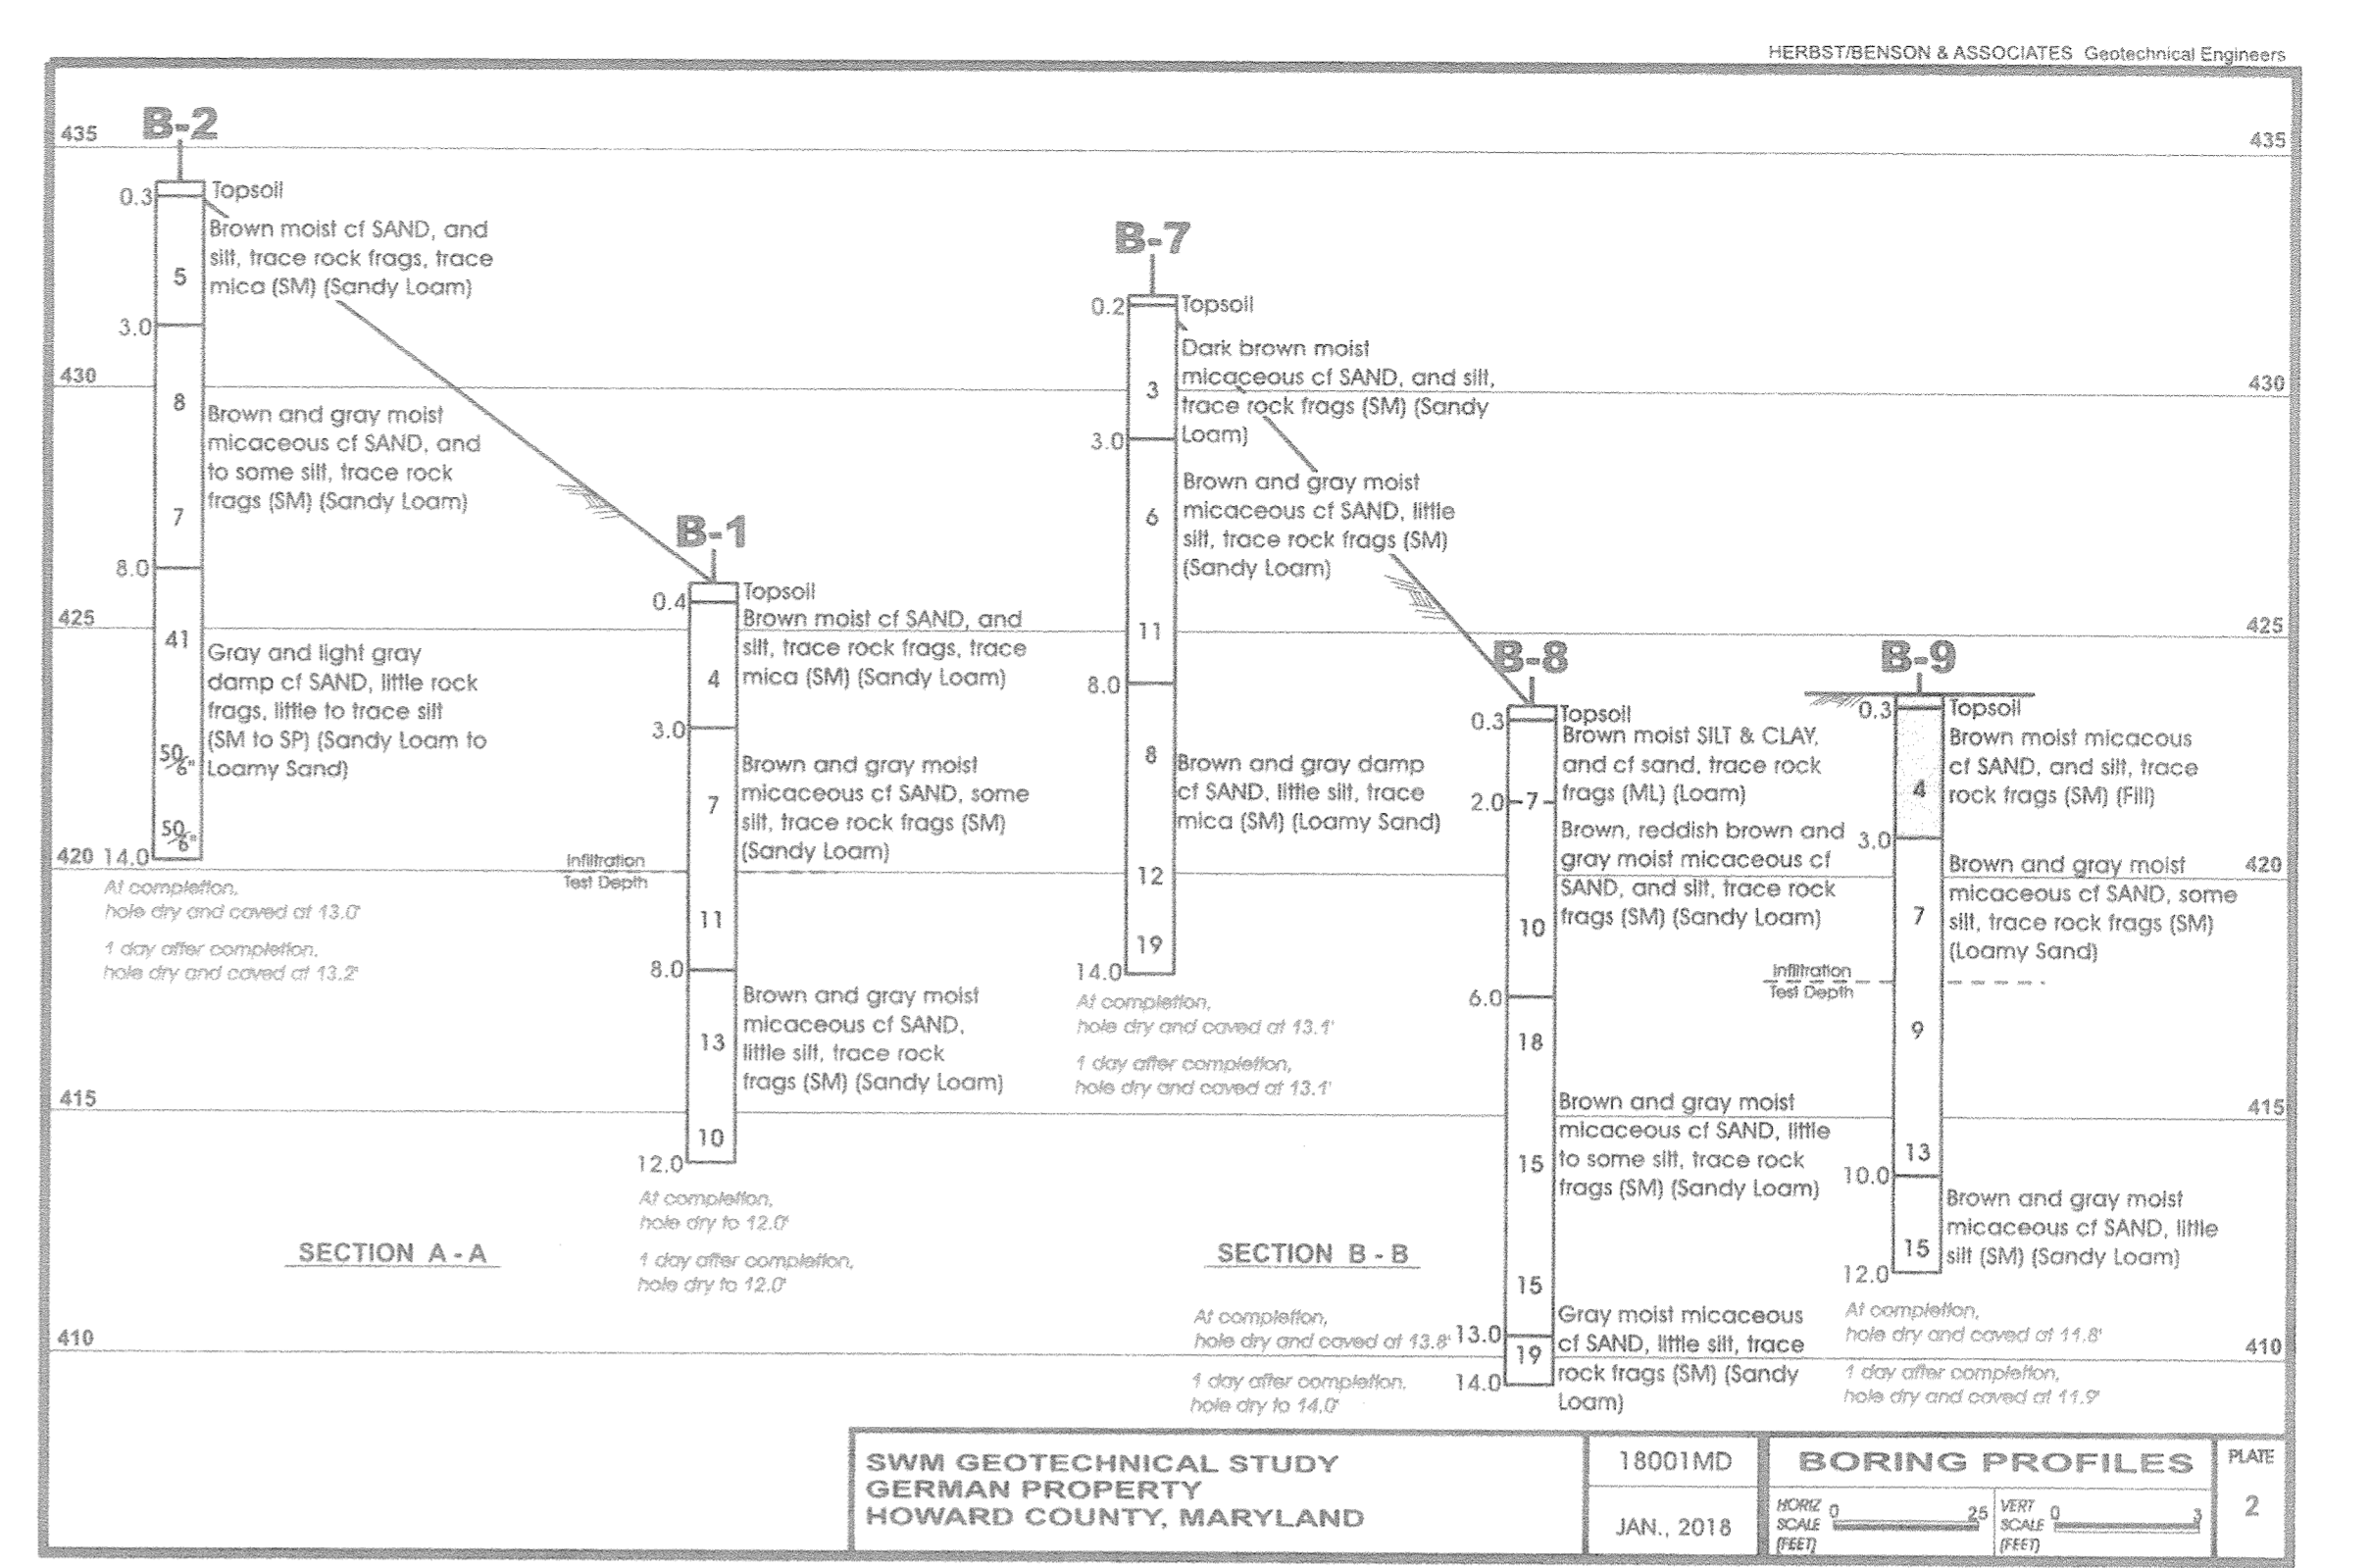 HERBST/BENSON & ASSOCIATES Geotechnical Engineers
435
435
430
430
425
425
420
420
415
415
410
410
B-2
0.3
Topsoil
Brown moist cf SAND, and
silt, trace rock frags, trace
mica (SM) (Sandy Loam)
5
3.0
8
Brown and gray moist
micaceous cf SAND, and
to some silt, trace rock
frags (SM) (Sandy Loam)
7
8.0
41
Gray and light gray
damp cf SAND, little rock
frags, little to trace silt
(SM to SP) (Sandy Loam to
Loamy Sand)
50/6"
50/6"
14.0
At completion,
hole dry and caved at 13.0'
1 day after completion,
hole dry and caved at 13.2'
B-1
0.4
Topsoil
Brown moist cf SAND, and
silt, trace rock frags, trace
mica (SM) (Sandy Loam)
4
3.0
Brown and gray moist
micaceous cf SAND, some
silt, trace rock frags (SM)
(Sandy Loam)
7
Infiltration
Test Depth
11
8.0
Brown and gray moist
micaceous cf SAND,
little silt, trace rock
frags (SM) (Sandy Loam)
13
10
12.0
At completion,
hole dry to 12.0'
1 day after completion,
hole dry to 12.0'
SECTION A - A
B-7
0.2
Topsoil
Dark brown moist
micaceous cf SAND, and silt,
trace rock frags (SM) (Sandy
Loam)
3
3.0
Brown and gray moist
micaceous cf SAND, little
silt, trace rock frags (SM)
(Sandy Loam)
6
11
8.0
8
Brown and gray damp
cf SAND, little silt, trace
mica (SM) (Loamy Sand)
12
19
14.0
At completion,
hole dry and caved at 13.1'
1 day after completion,
hole dry and caved at 13.1'
B-8
0.3
Topsoil
Brown moist SILT & CLAY,
and cf sand, trace rock
frags (ML) (Loam)
2.0
7
Brown, reddish brown and
gray moist micaceous cf
SAND, and silt, trace rock
frags (SM) (Sandy Loam)
10
6.0
18
Brown and gray moist
micaceous cf SAND, little
to some silt, trace rock
frags (SM) (Sandy Loam)
15
15
13.0
Gray moist micaceous
cf SAND, little silt, trace
rock frags (SM) (Sandy
Loam)
19
14.0
At completion,
hole dry and caved at 13.8'
1 day after completion,
hole dry to 14.0'
SECTION B - B
B-9
0.3
Topsoil
Brown moist micacous
cf SAND, and silt, trace
rock frags (SM) (Fill)
4
3.0
Brown and gray moist
micaceous cf SAND, some
silt, trace rock frags (SM)
(Loamy Sand)
7
Infiltration
Test Depth
9
13
10.0
Brown and gray moist
micaceous cf SAND, little
silt (SM) (Sandy Loam)
15
12.0
At completion,
hole dry and caved at 11.8'
1 day after completion,
hole dry and caved at 11.9'
SWM GEOTECHNICAL STUDY
GERMAN PROPERTY
HOWARD COUNTY, MARYLAND
18001MD
JAN., 2018
BORING PROFILES
HORIZ
SCALE
(FEET)
0 25
VERT
SCALE
(FEET)
0 3
PLATE
2